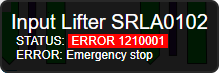 Input Lifter SRLA0102
STATUS: ERROR 1210001
ERROR: Emergency stop